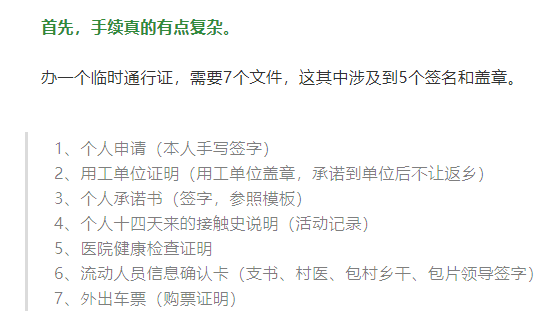 首先，手续真的有点复杂。
办一个临时通行证，需要7个文件，这其中涉及到5个签名和盖章。
1、个人申请（本人手写签字）
2、用工单位证明（用工单位盖章，承诺到单位后不让返乡）
3、个人承诺书（签字，参照模板）
4、个人十四天来的接触史说明（活动记录）
5、医院健康检查证明
6、流动人员信息确认卡（支书、村医、包村乡干、包片领导签字）
7、外出车票（购票证明）